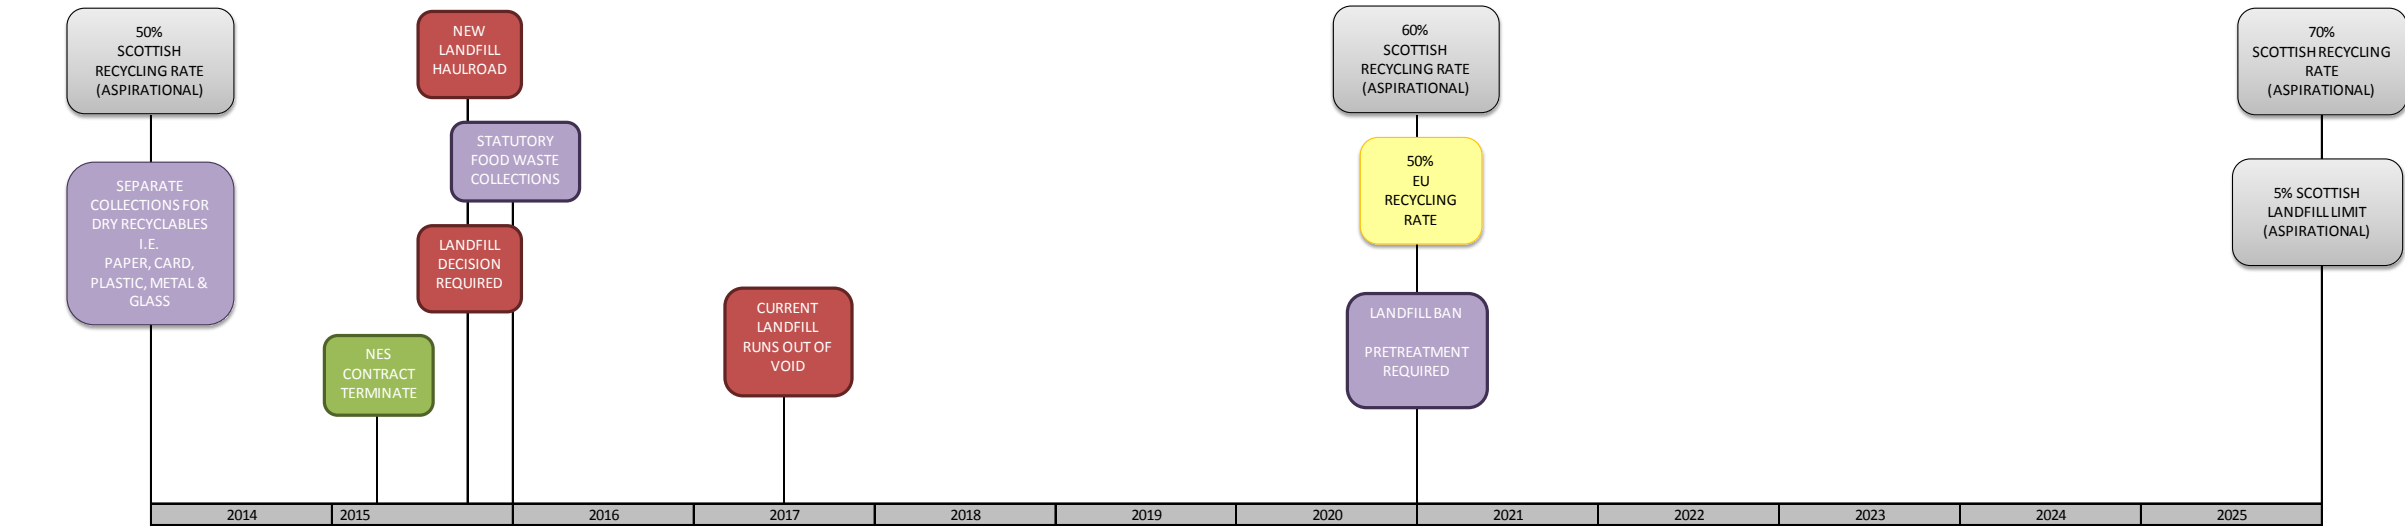 50%
SCOTTISH
RECYCLING RATE
(ASPIRATIONAL)
SEPARATE
COLLECTIONS FOR
DRY RECYCLABLES
I.E.
PAPER, CARD,
PLASTIC, METAL &
GLASS
NES
CONTRACT
TERMINATE
NEW
LANDFILL
HAULROAD
STATUTORY
FOOD WASTE
COLLECTIONS
LANDFILL
DECISION
REQUIRED
CURRENT
LANDFILL
RUNS OUT OF
VOID
60%
SCOTTISH
RECYCLING RATE
(ASPIRATIONAL)
50%
EU
RECYCLING
RATE
LANDFILL BAN
PRETREATMENT
REQUIRED
70%
SCOTTISH RECYCLING
RATE
(ASPIRATIONAL)
5% SCOTTISH
LANDFILL LIMIT
(ASPIRATIONAL)
2014 2015 2016 2017 2018 2019 2020 2021 2022 2023 2024 2025